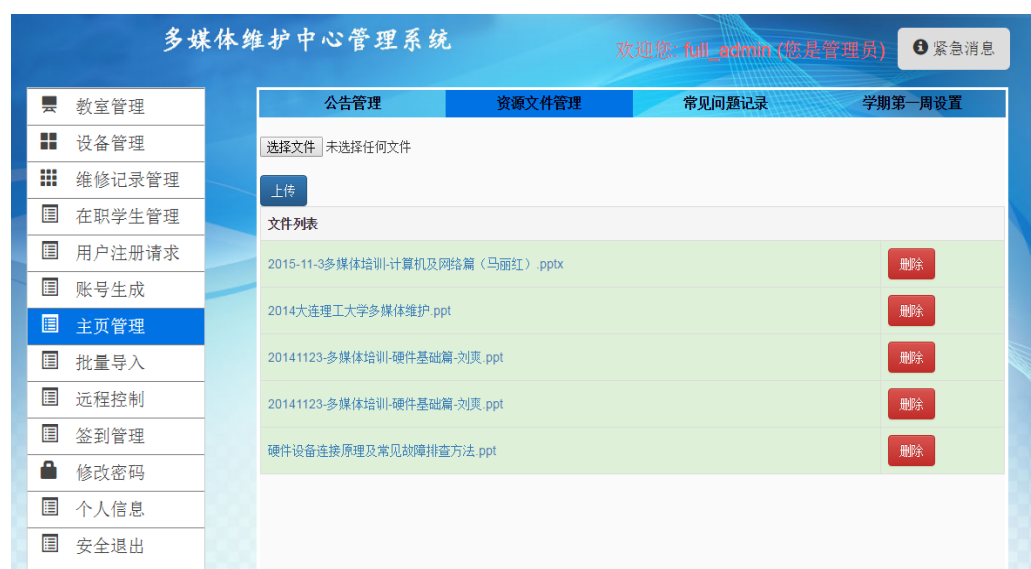 多媒体维护中心管理系统
欢迎您: full_admin (您是管理员)
紧急消息
教室管理
设备管理
维修记录管理
在职学生管理
用户注册请求
账号生成
主页管理
批量导入
远程控制
签到管理
修改密码
个人信息
安全退出
公告管理 资源文件管理 常见问题记录 学期第一周设置
选择文件 未选择任何文件
上传
文件列表
2015-11-3多媒体培训-计算机及网络篇（马丽红）.pptx 删除
2014大连理工大学多媒体维护.ppt 删除
20141123-多媒体培训-硬件基础篇-刘爽.ppt 删除
20141123-多媒体培训-硬件基础篇-刘爽.ppt 删除
硬件设备连接原理及常见故障排查方法.ppt 删除